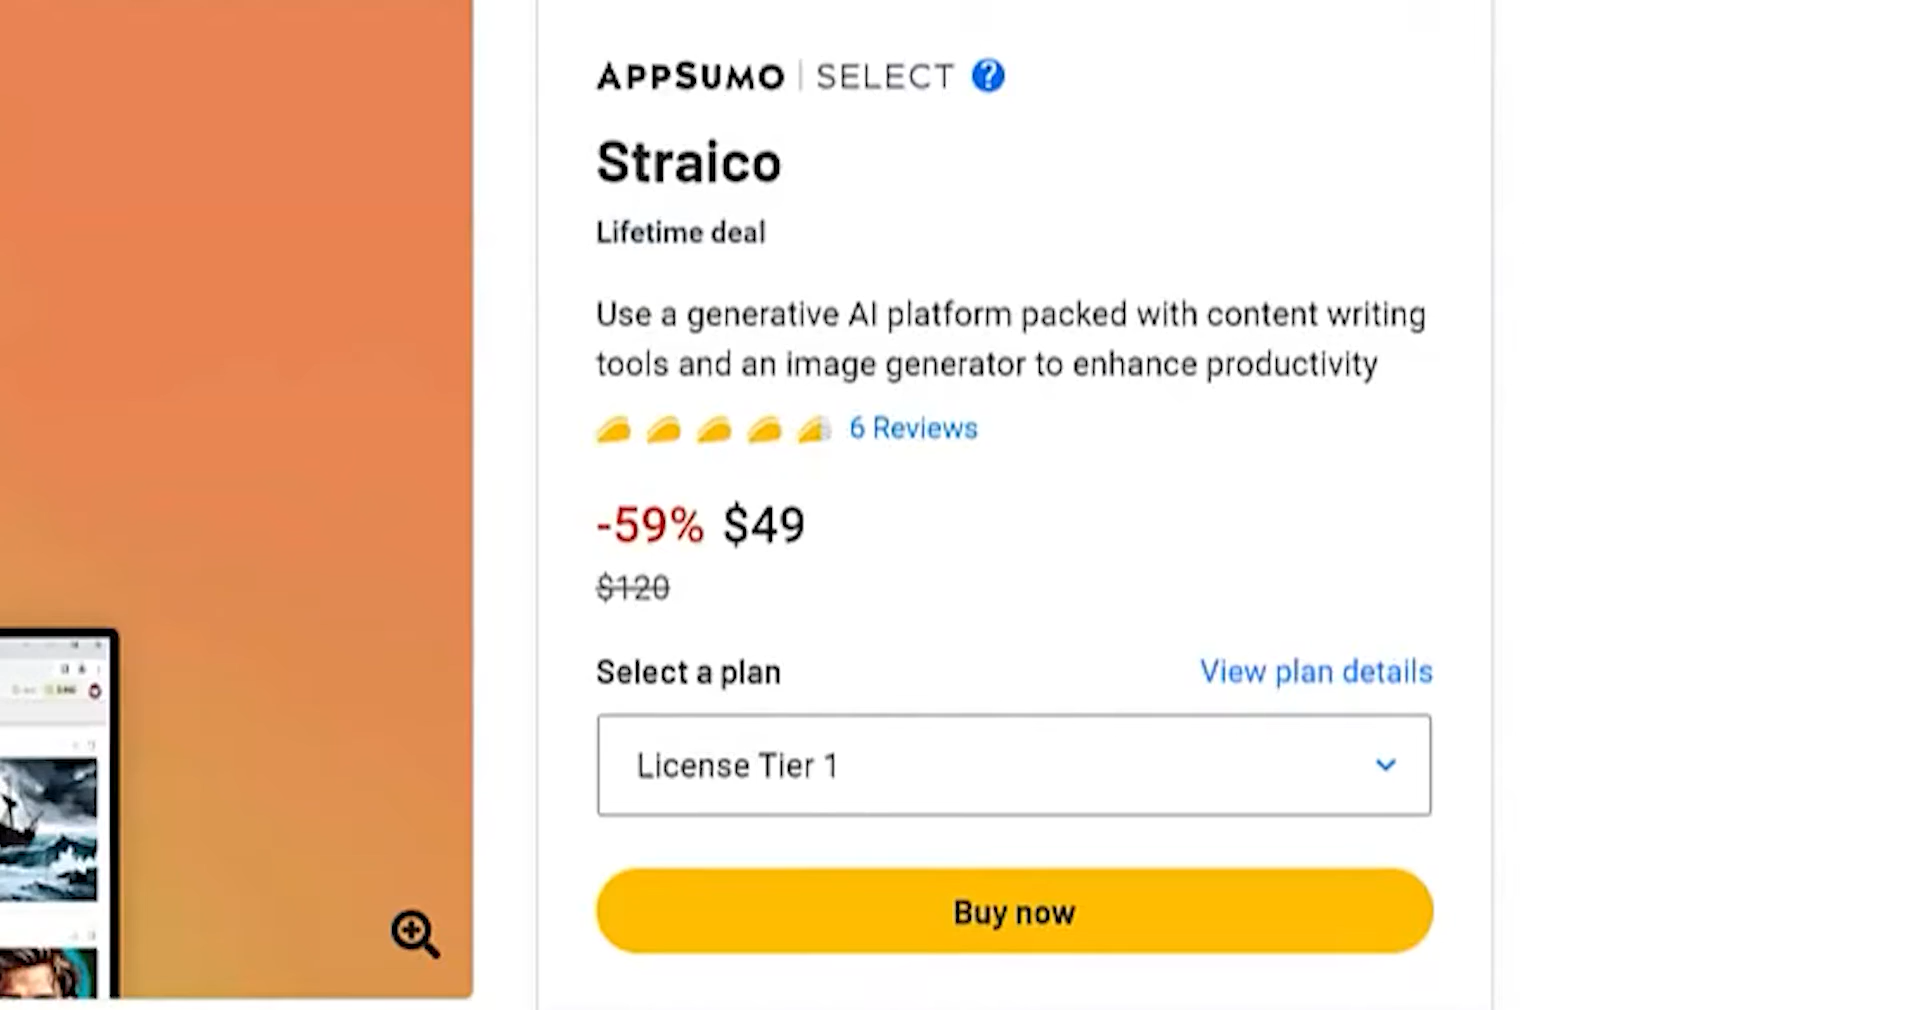 APPSUMO | SELECT ?
Straico
Lifetime deal
Use a generative AI platform packed with content writing
tools and an image generator to enhance productivity
6 Reviews
-59% $49
$120
Select a plan View plan details
License Tier 1
Buy now